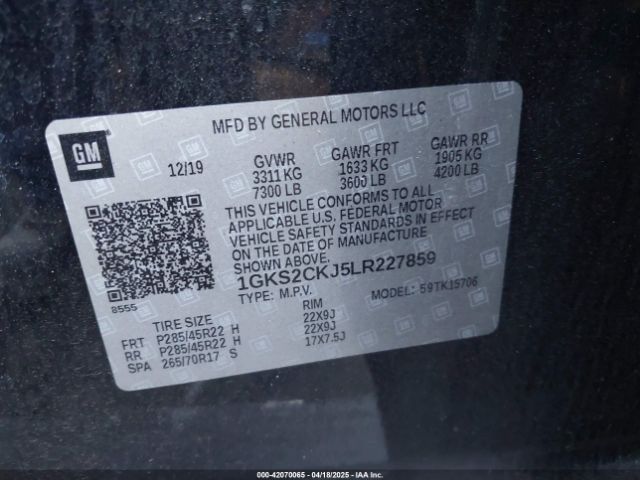 GM
MFD BY GENERAL MOTORS LLC
12/19
GVWR
3311 KG
7300 LB
GAWR FRT
1633 KG
3600 LB
GAWR RR
1905 KG
4200 LB
THIS VEHICLE CONFORMS TO ALL
APPLICABLE U.S. FEDERAL MOTOR
VEHICLE SAFETY STANDARDS IN EFFECT
ON THE DATE OF MANUFACTURE SHOWN ABOVE.
1GKS2CKJ5LR227859
TYPE: M.P.V.
MODEL: 59TK15706
8555
TIRE SIZE
RIM
FRT P285/45R22 H 22X9J
RR P285/45R22 H 22X9J
SPA 265/70R17 S 17X7.5J
000-42070065 | 04/18/2025 | IAA Inc.